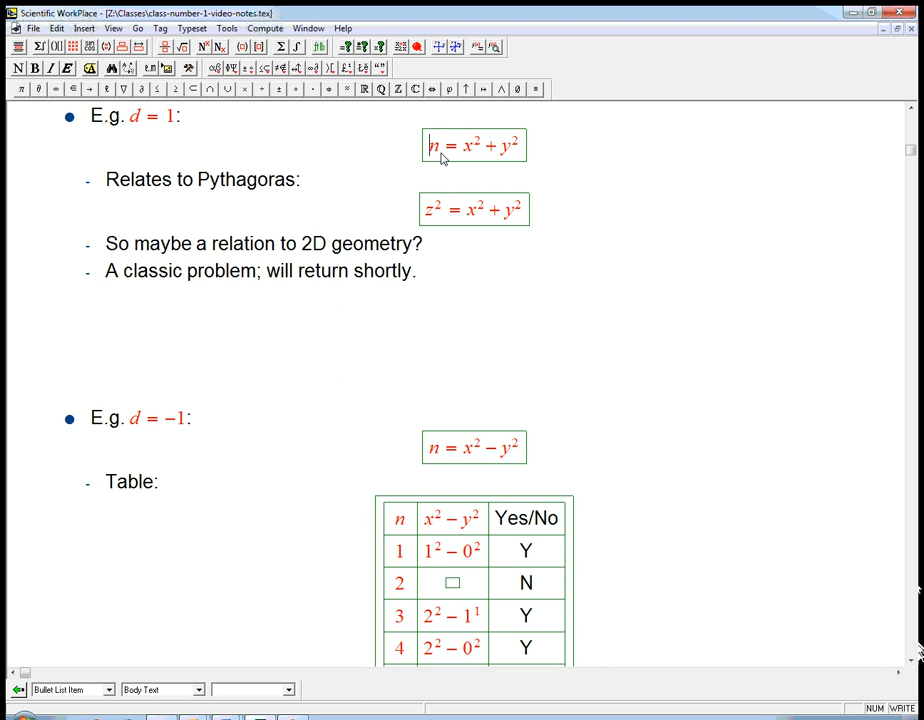 Scientific WorkPlace - [Z:\Classes\class-number-1-video-notes.tex]
File Edit Insert View Go Tag Typeset Tools Compute Window Help
• E.g. d = 1:
n = x² + y²
- Relates to Pythagoras:
z² = x² + y²
- So maybe a relation to 2D geometry?
- A classic problem; will return shortly.
• E.g. d = −1:
n = x² − y²
- Table:
n x² − y² Yes/No
1 1² − 0² Y
2 □ N
3 2² − 1¹ Y
4 2² − 0² Y
Bullet List Item Body Text
NUM WRITE